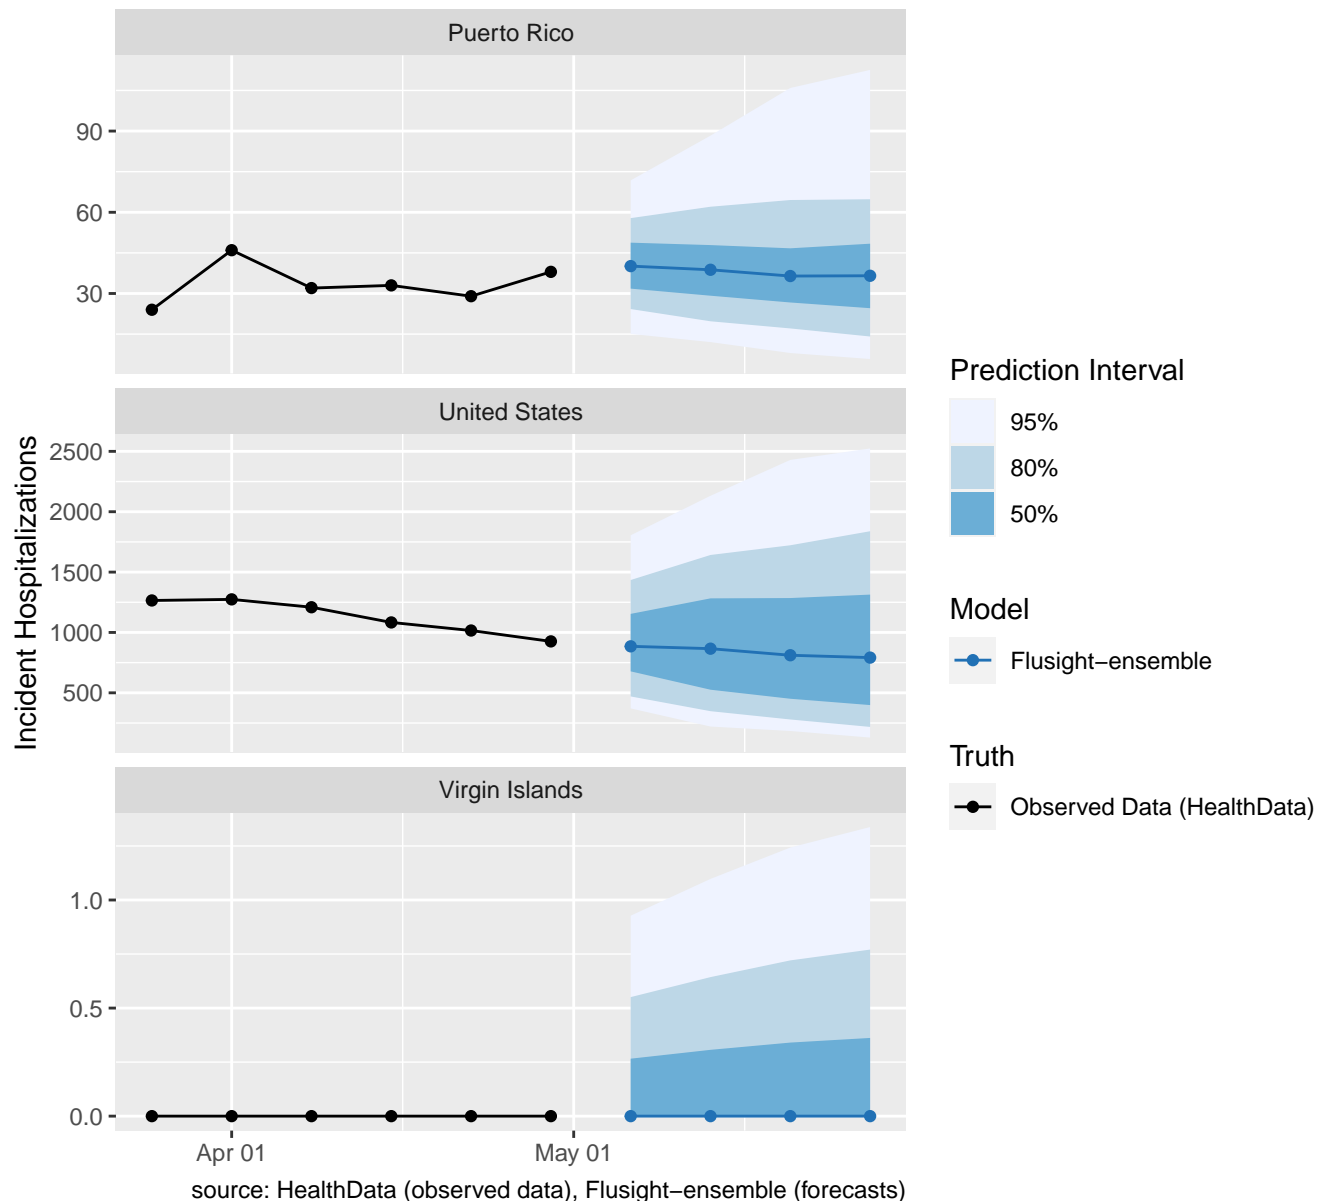 Puerto Rico
90
60
30
United States
2500
2000
1500
1000
500
Virgin Islands
1.0
0.5
0.0
Apr 01
May 01
Incident Hospitalizations
source: HealthData (observed data), Flusight−ensemble (forecasts)
Prediction Interval
95%
80%
50%
Model
Flusight−ensemble
Truth
Observed Data (HealthData)